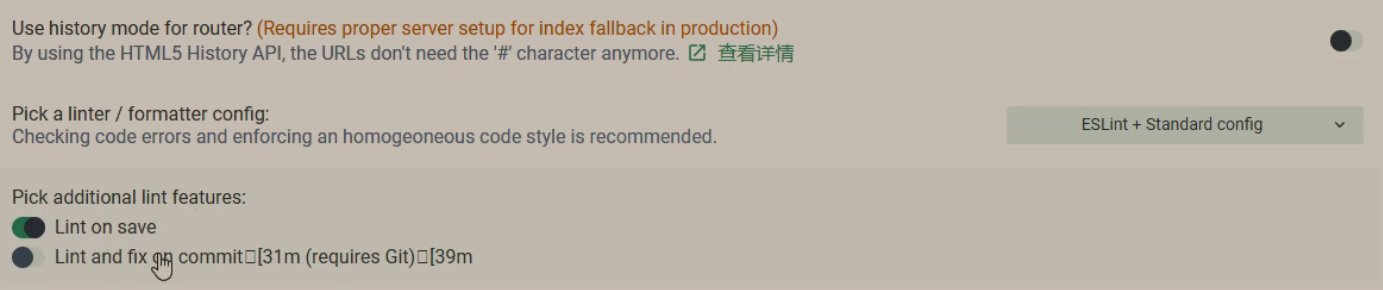 Use history mode for router? (Requires proper server setup for index fallback in production)
By using the HTML5 History API, the URLs don't need the '#' character anymore. 查看详情
Pick a linter / formatter config:
Checking code errors and enforcing an homogeoneous code style is recommended.
ESLint + Standard config
Pick additional lint features:
Lint on save
Lint and fix on commit□[31m (requires Git)□[39m